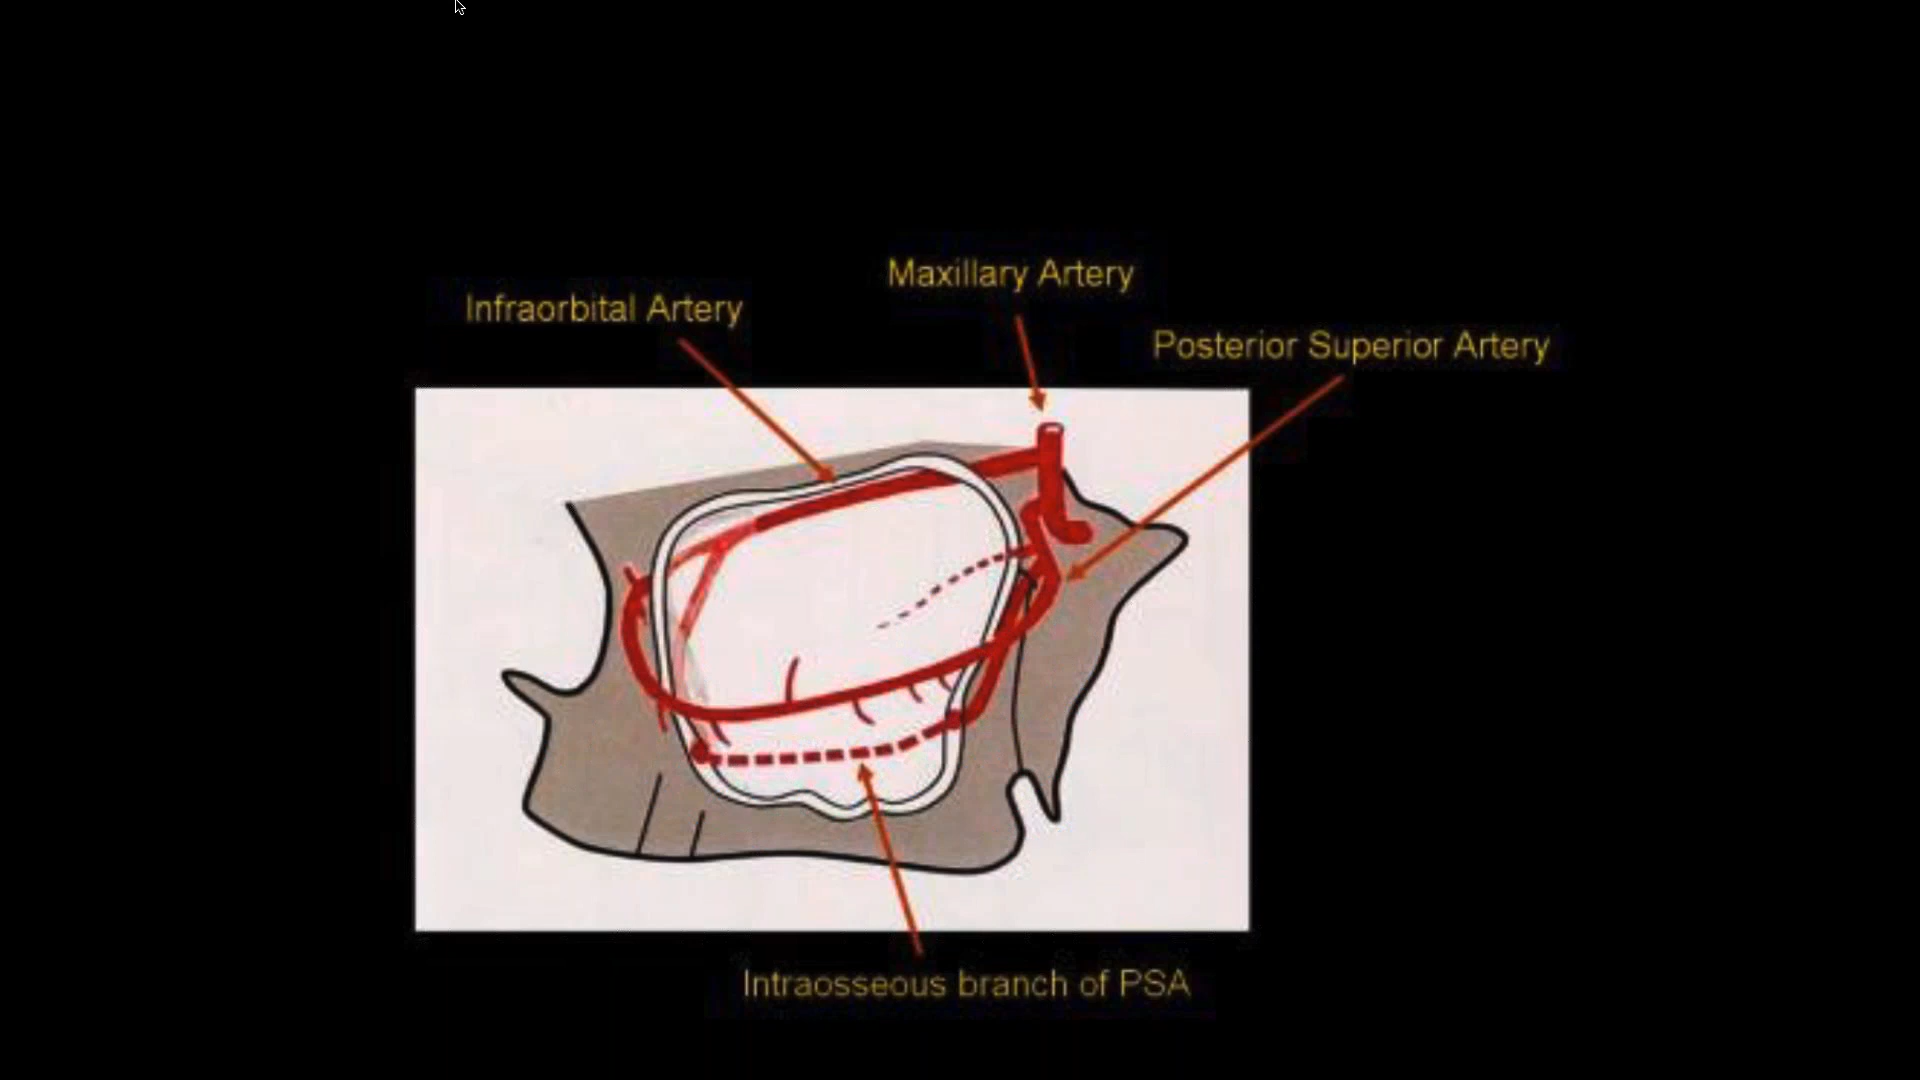 Maxillary Artery
Infraorbital Artery
Posterior Superior Artery
Intraosseous branch of PSA